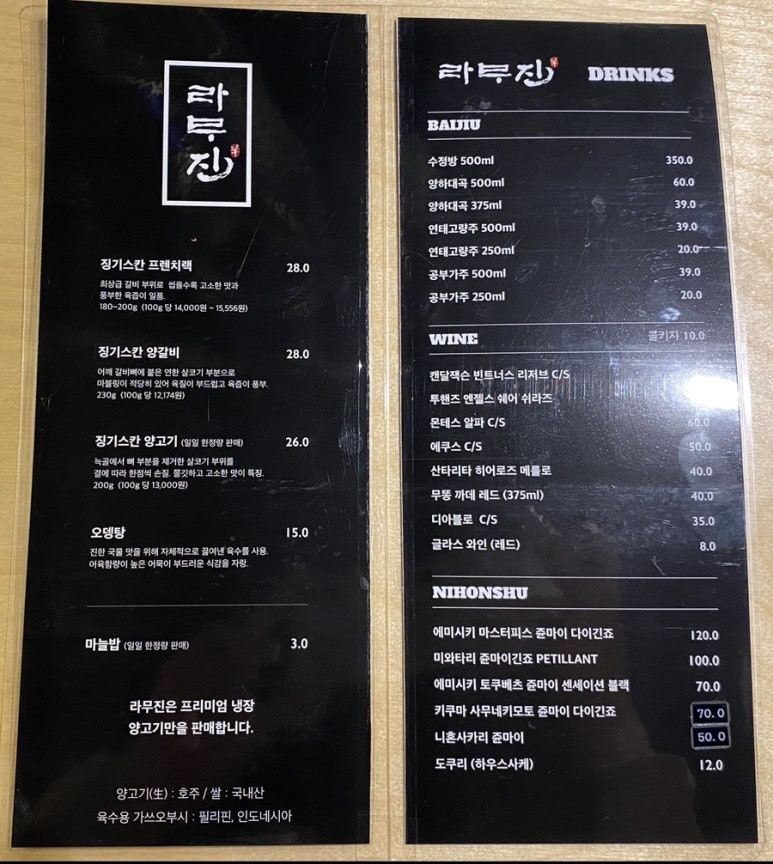 라
무
진
羊
징기스칸 프렌치랙 28.0
최상급 갈비 부위로 씹을수록 고소한 맛과
풍부한 육즙이 일품.
180~200g (100g 당 14,000원 ~ 15,556원)
징기스칸 양갈비 28.0
어깨 갈비뼈에 붙은 연한 살코기 부분으로
마블링이 적당히 있어 육질이 부드럽고 육즙이 풍부.
230g (100g 당 12,174원)
징기스칸 양고기 (일일 한정량 판매) 26.0
늑골에서 뼈 부분을 제거한 살코기 부위를
결에 따라 한점씩 손질. 쫄깃하고 고소한 맛이 특징.
200g (100g 당 13,000원)
오뎅탕 15.0
진한 국물 맛을 위해 자체적으로 끓여낸 육수를 사용.
어육함량이 높은 어묵이 부드러운 식감을 자랑.
마늘밥 (일일 한정량 판매) 3.0
라무진은 프리미엄 냉장
양고기만을 판매합니다.
양고기(生) : 호주 / 쌀 : 국내산
육수용 가쓰오부시 : 필리핀, 인도네시아
라무진 羊 DRINKS
BAIJIU
수정방 500ml 350.0
양하대곡 500ml 60.0
양하대곡 375ml 39.0
연태고량주 500ml 39.0
연태고량주 250ml 20.0
공부가주 500ml 39.0
공부가주 250ml 20.0
WINE 콜키지 10.0
캔달잭슨 빈트너스 리저브 C/S
투핸즈 엔젤스 쉐어 쉬라즈
몬테스 알파 C/S 60.0
에쿠스 C/S 50.0
산타리타 히어로즈 메를로 40.0
무똥 까데 레드 (375ml) 40.0
디아블로 C/S 35.0
글라스 와인 (레드) 8.0
NIHONSHU
에미시키 마스터피스 쥰마이 다이긴죠 120.0
미와타리 쥰마이긴죠 PETILLANT 100.0
에미시키 토쿠베츠 쥰마이 센세이션 블랙 70.0
키쿠마 사무네키모토 쥰마이 다이긴죠 70.0
니혼사카리 쥰마이 50.0
도쿠리 (하우스사케) 12.0